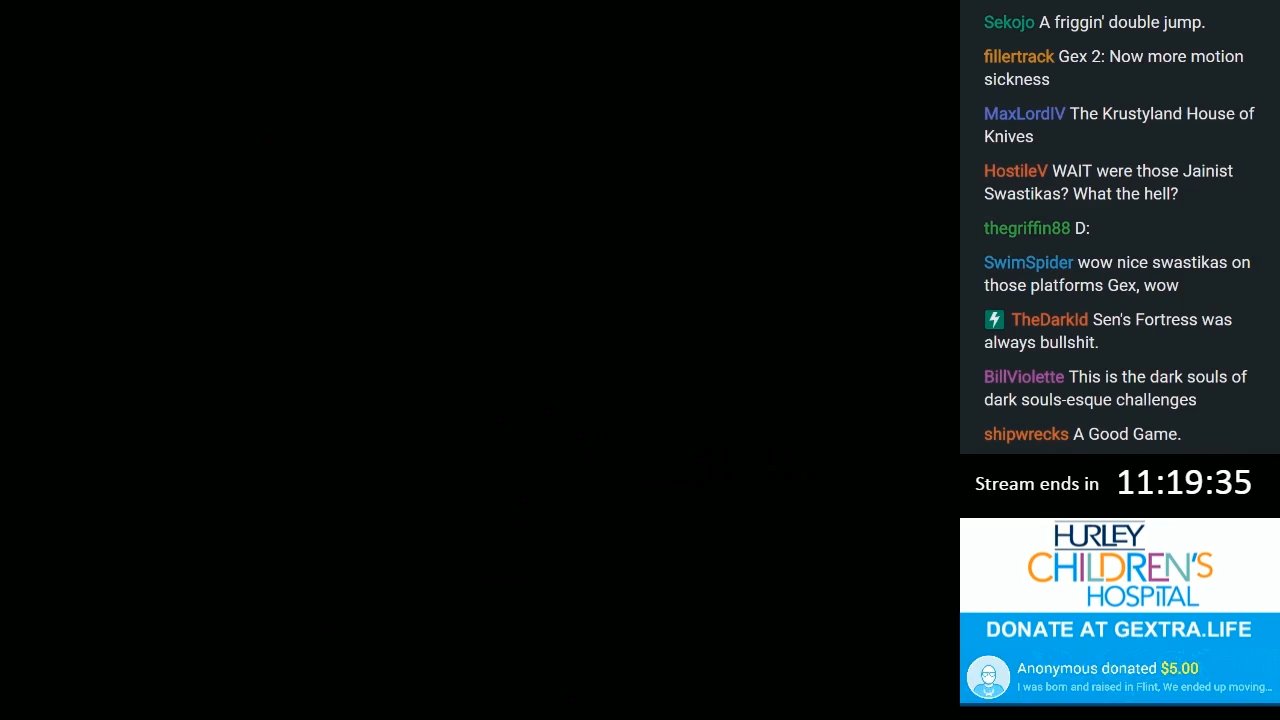 Sekojo A friggin' double jump.
fillertrack Gex 2: Now more motion
sickness
MaxLordIV The Krustyland House of
Knives
HostileV WAIT were those Jainist
Swastikas? What the hell?
thegriffin88 D:
SwimSpider wow nice swastikas on
those platforms Gex, wow
TheDarkId Sen's Fortress was
always bullshit.
BillViolette This is the dark souls of
dark souls-esque challenges
shipwrecks A Good Game.
Stream ends in 11:19:35
HURLEY
CHILDREN'S
HOSPITAL
DONATE AT GEXTRA.LIFE
Anonymous donated $5.00
I was born and raised in Flint, We ended up moving...